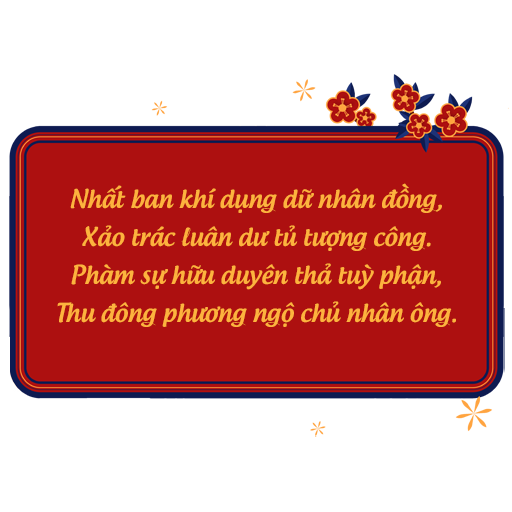 Nhất ban khí dụng dữ nhân đồng,
Xảo trác luân dư tủ tượng công.
Phàm sự hữu duyên thả tuỳ phận,
Thu đông phương ngộ chủ nhân ông.